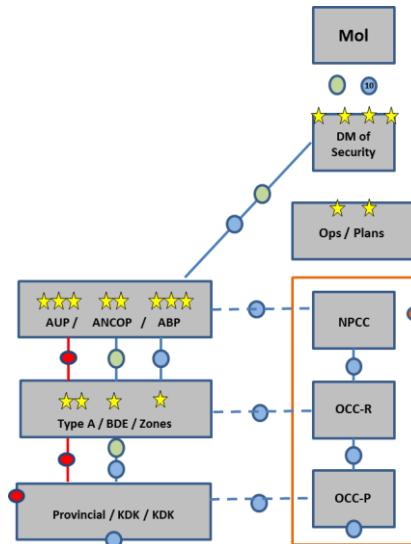 MoI
10
DM of
Security
Ops / Plans
AUP / ANCOP / ABP
NPCC
Type A / BDE / Zones
OCC-R
Provincial / KDK / KDK
OCC-P